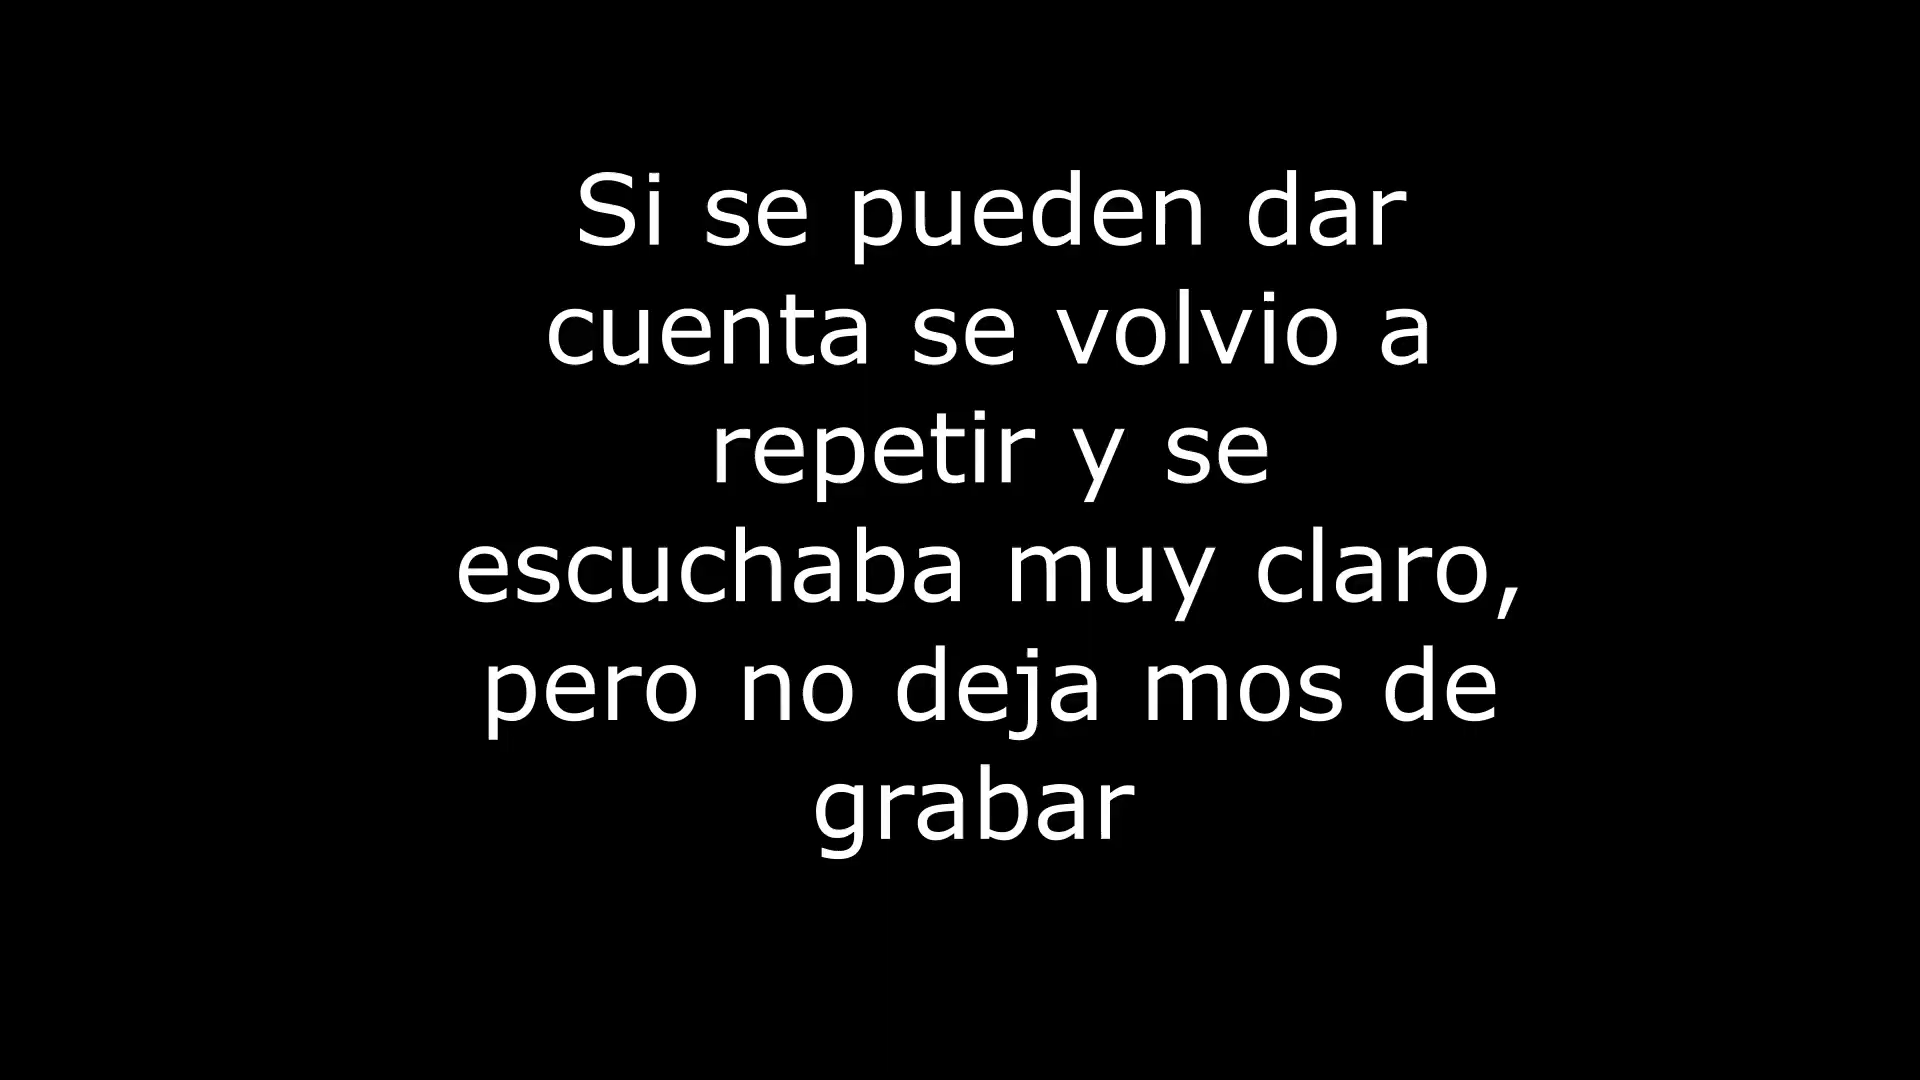 Si se pueden dar
cuenta se volvio a
repetir y se
escuchaba muy claro,
pero no deja mos de
grabar